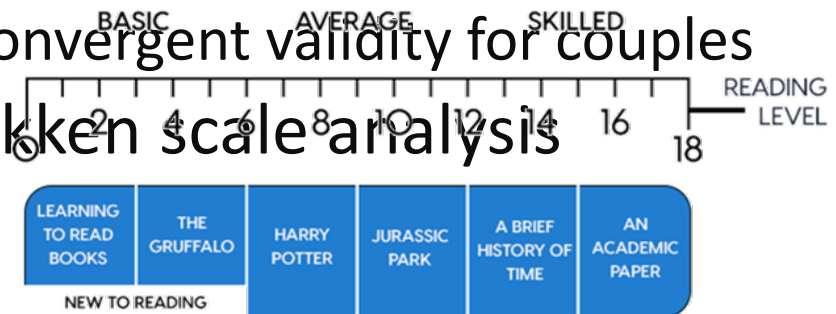 BASIC AVERAGE SKILLED
onvergent validity for couples
READING
LEVEL
0 2 4 6 8 10 12 14 16 18
kken scale analysis
LEARNING
TO READ
BOOKS
THE
GRUFFALO
HARRY
POTTER
JURASSIC
PARK
A BRIEF
HISTORY OF
TIME
AN
ACADEMIC
PAPER
NEW TO READING